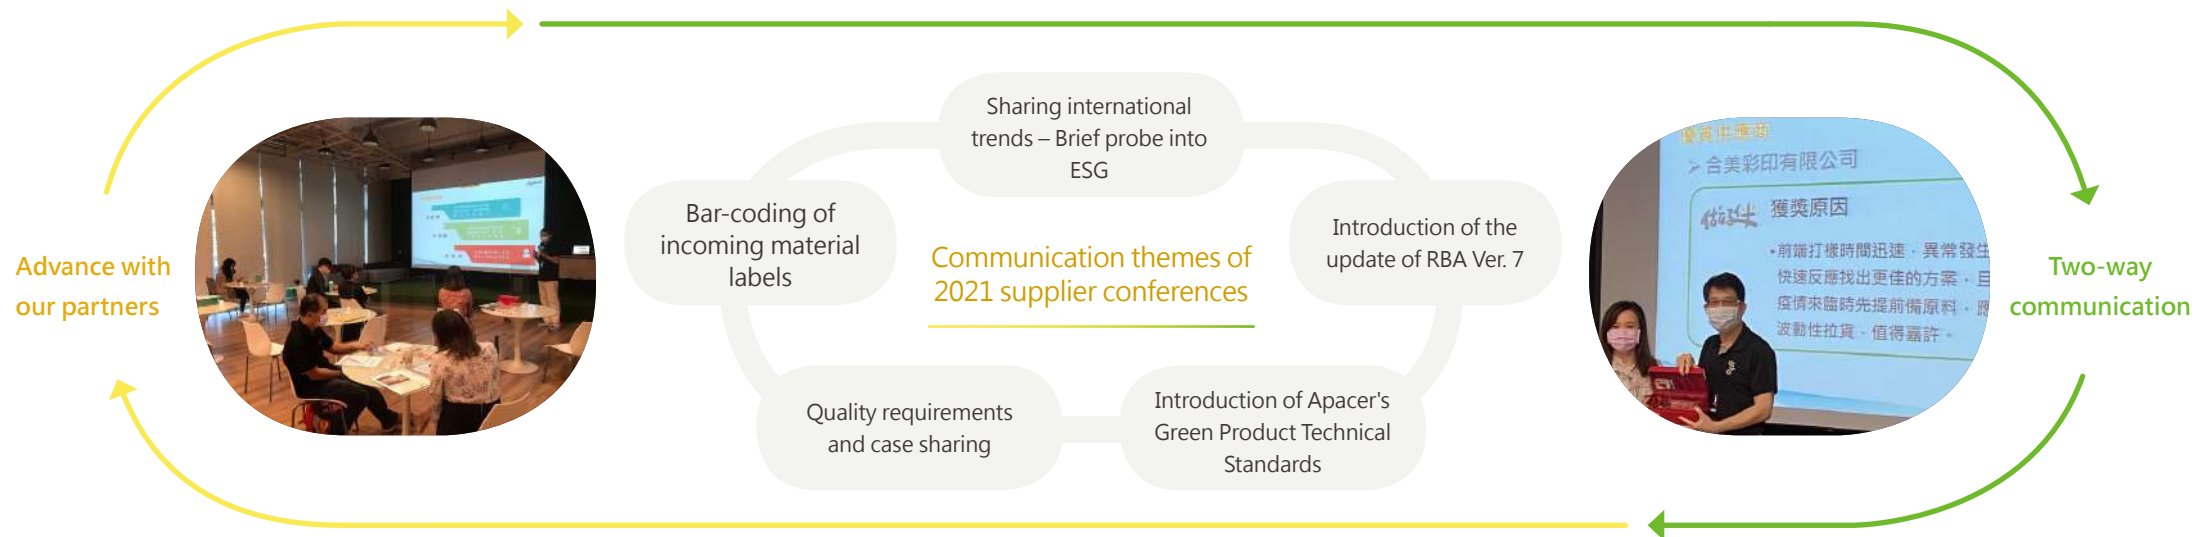 Advance with
our partners
Sharing international
trends – Brief probe into
ESG
Bar-coding of
incoming material
labels
Introduction of the
update of RBA Ver. 7
Communication themes of
2021 supplier conferences
Quality requirements
and case sharing
Introduction of Apacer's
Green Product Technical
Standards
優質供應商
➢ 合美彩印有限公司
獲獎原因
•前端打樣時間迅速，異常發生
快速反應找出更佳的方案，且
疫情來臨時先提前備原料，應
波動性拉貨，值得嘉許。
Two-way
communication